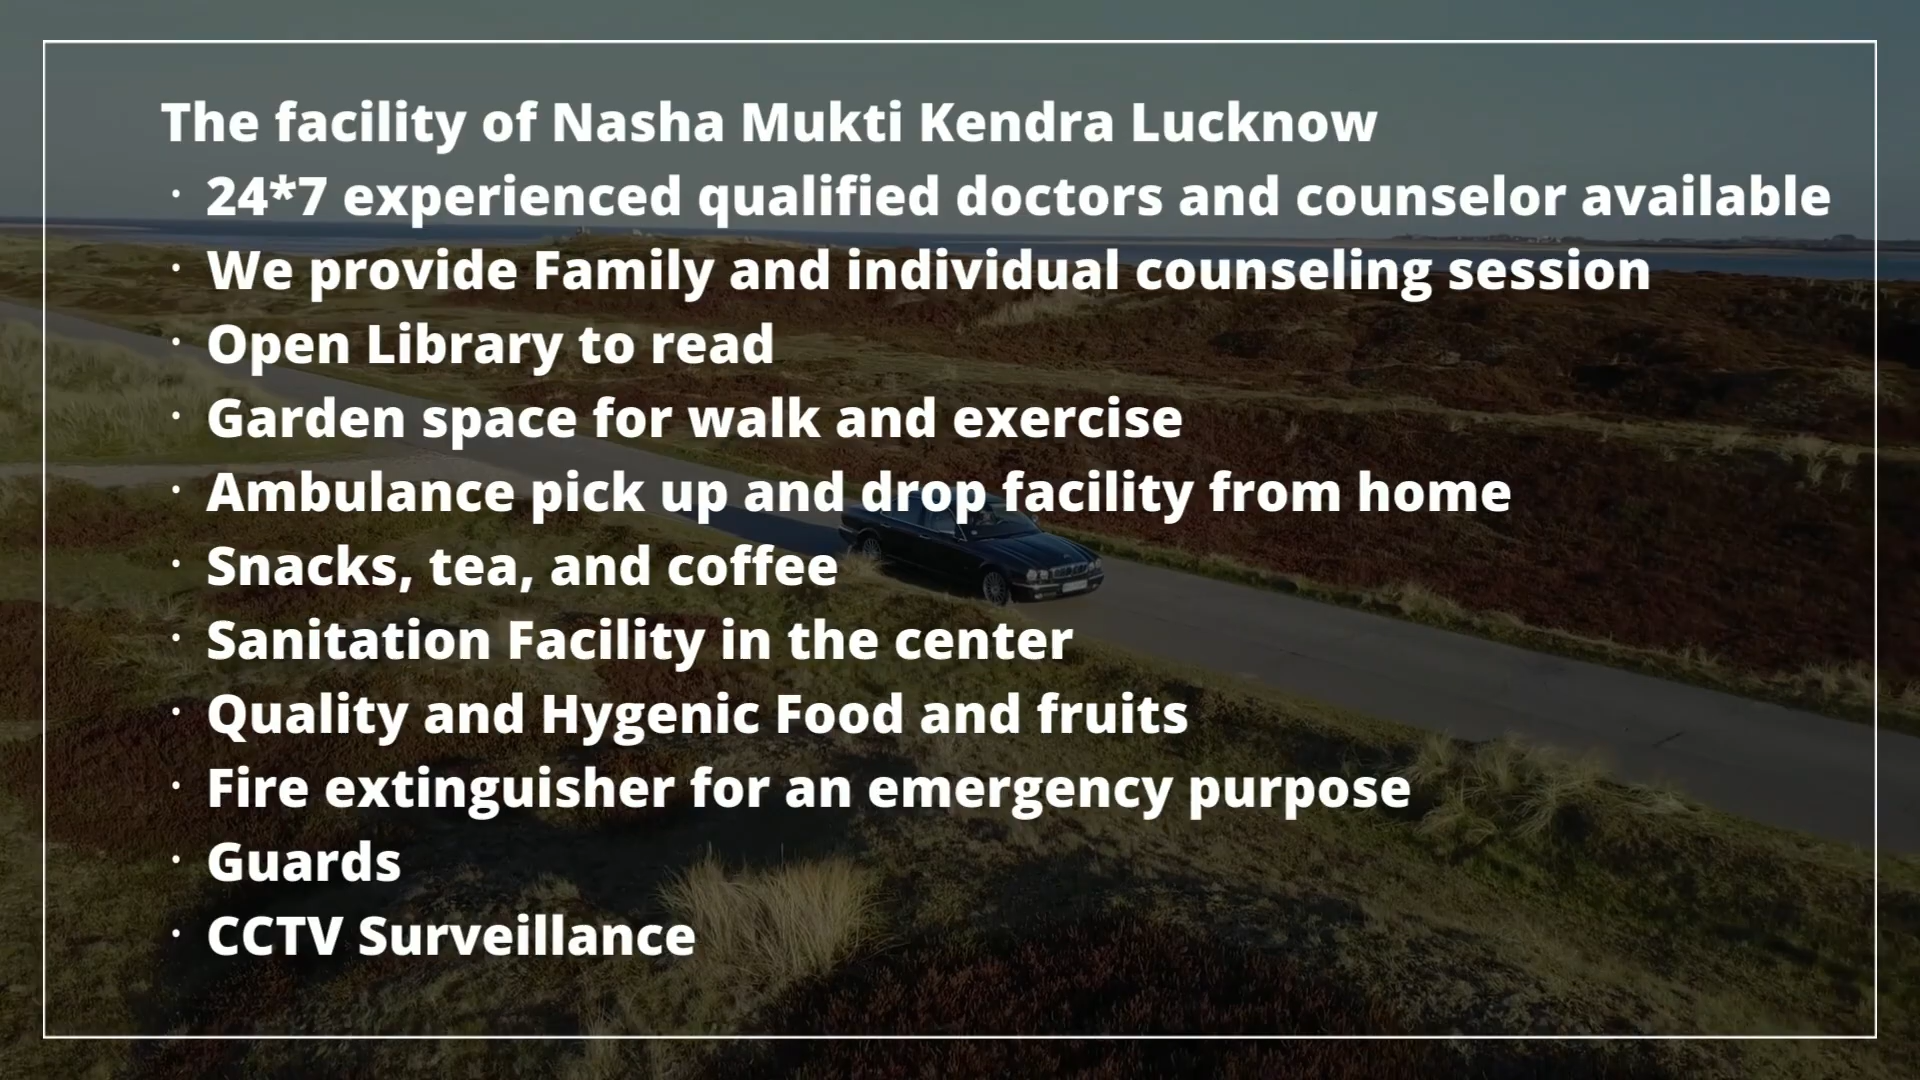 The facility of Nasha Mukti Kendra Lucknow
· 24*7 experienced qualified doctors and counselor available
· We provide Family and individual counseling session
· Open Library to read
· Garden space for walk and exercise
· Ambulance pick up and drop facility from home
· Snacks, tea, and coffee
· Sanitation Facility in the center
· Quality and Hygenic Food and fruits
· Fire extinguisher for an emergency purpose
· Guards
· CCTV Surveillance